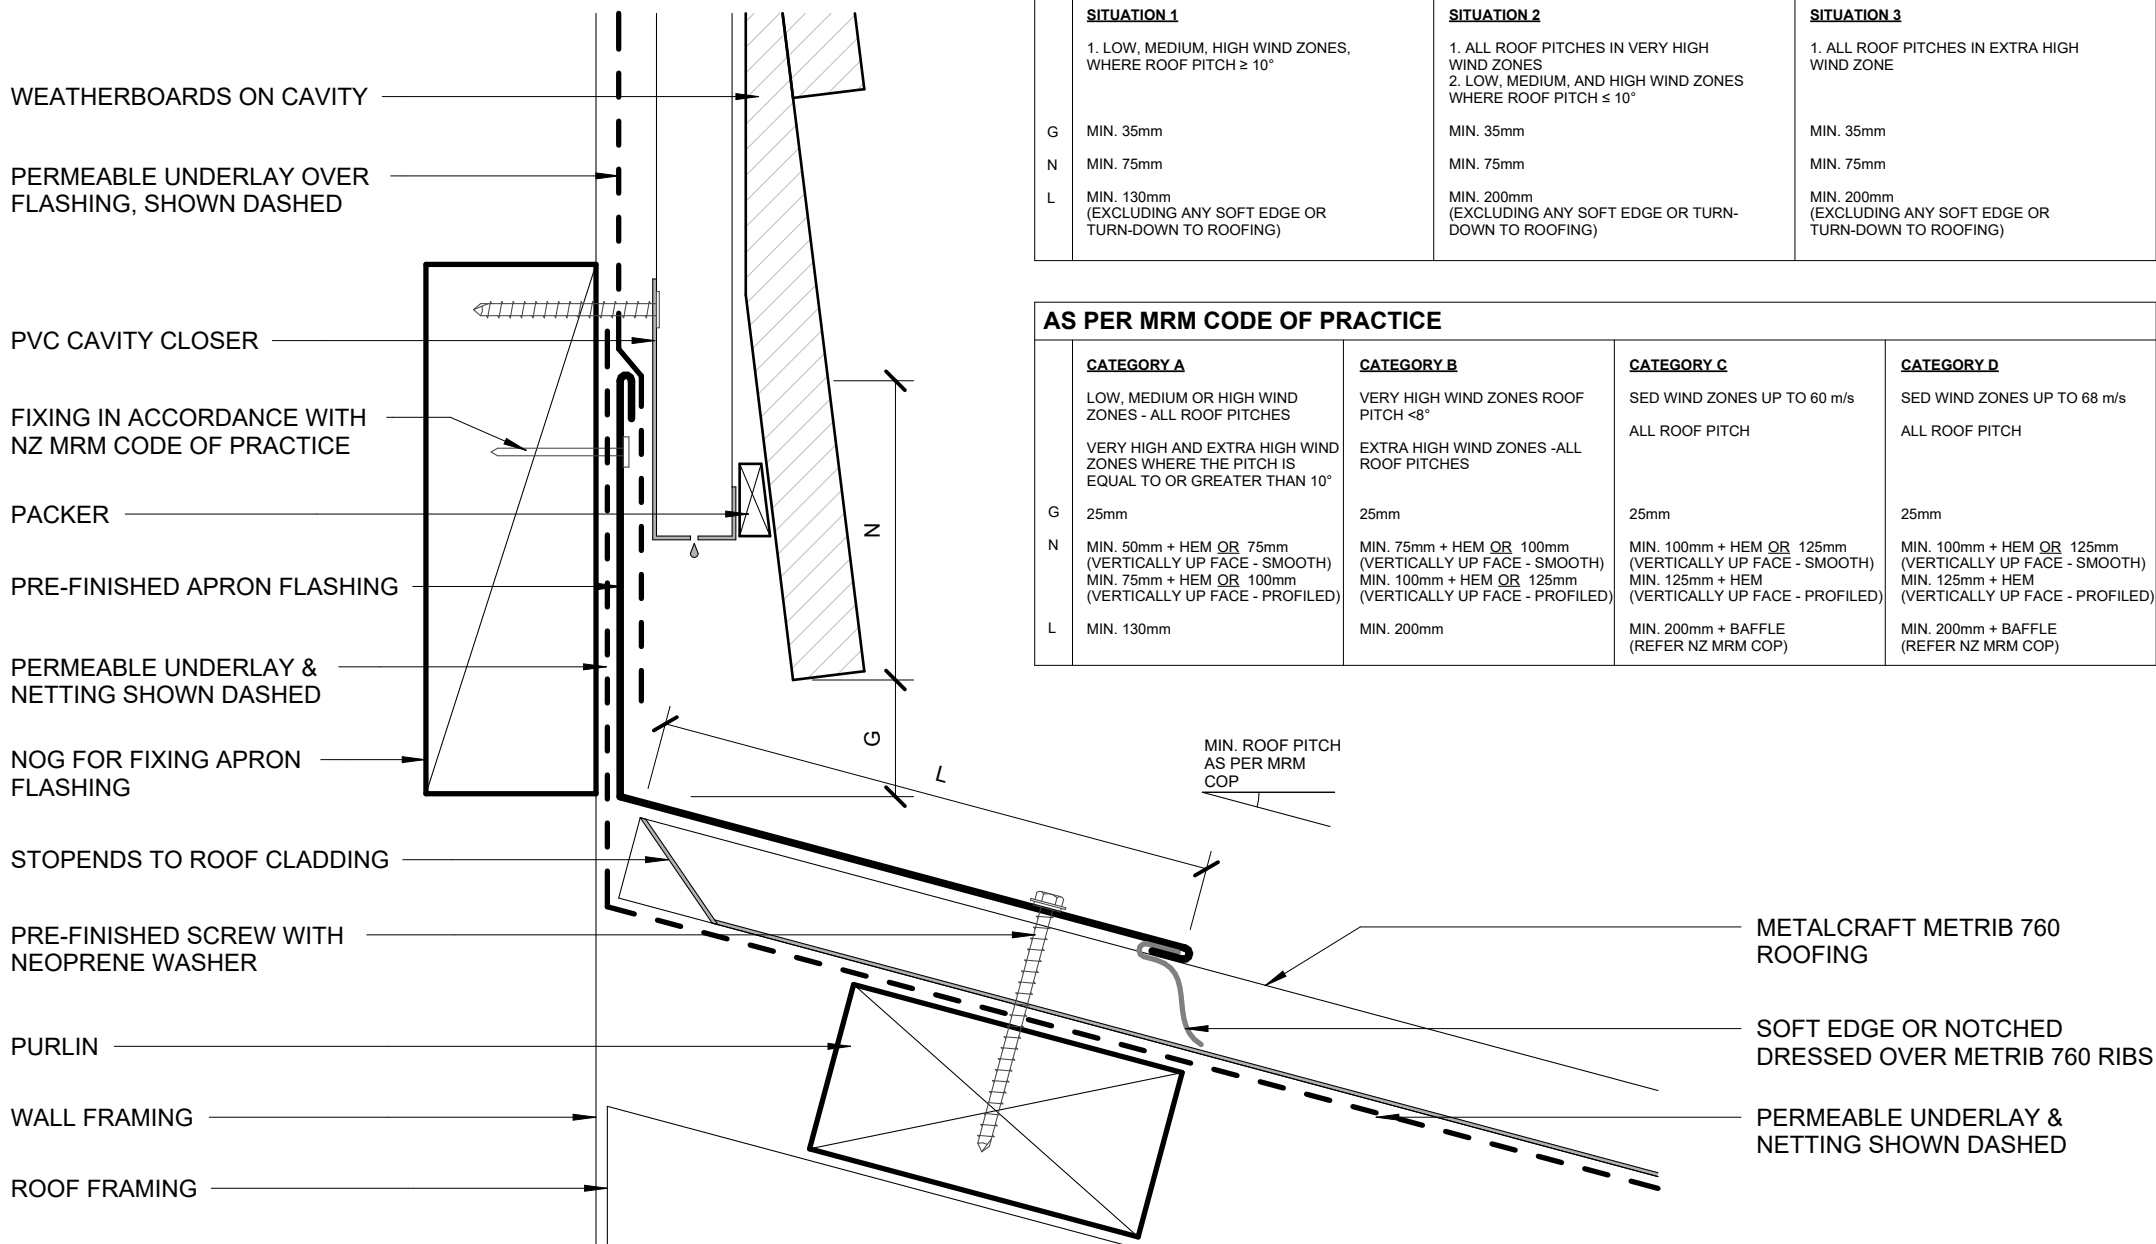 WEATHERBOARDS ON CAVITY
PERMEABLE UNDERLAY OVER
FLASHING, SHOWN DASHED
PVC CAVITY CLOSER
FIXING IN ACCORDANCE WITH
NZ MRM CODE OF PRACTICE
PACKER
PRE-FINISHED APRON FLASHING
PERMEABLE UNDERLAY &
NETTING SHOWN DASHED
NOG FOR FIXING APRON
FLASHING
STOPENDS TO ROOF CLADDING
PRE-FINISHED SCREW WITH
NEOPRENE WASHER
PURLIN
WALL FRAMING
ROOF FRAMING
N
G
L
MIN. ROOF PITCH
AS PER MRM
COP
SITUATION 1
1. LOW, MEDIUM, HIGH WIND ZONES,
WHERE ROOF PITCH ≥ 10°
SITUATION 2
1. ALL ROOF PITCHES IN VERY HIGH
WIND ZONES
2. LOW, MEDIUM, AND HIGH WIND ZONES
WHERE ROOF PITCH ≤ 10°
SITUATION 3
1. ALL ROOF PITCHES IN EXTRA HIGH
WIND ZONE
G MIN. 35mm MIN. 35mm MIN. 35mm
N MIN. 75mm MIN. 75mm MIN. 75mm
L
MIN. 130mm
(EXCLUDING ANY SOFT EDGE OR
TURN-DOWN TO ROOFING)
MIN. 200mm
(EXCLUDING ANY SOFT EDGE OR TURN-
DOWN TO ROOFING)
MIN. 200mm
(EXCLUDING ANY SOFT EDGE OR
TURN-DOWN TO ROOFING)
AS PER MRM CODE OF PRACTICE
CATEGORY A
LOW, MEDIUM OR HIGH WIND
ZONES - ALL ROOF PITCHES
VERY HIGH AND EXTRA HIGH WIND
ZONES WHERE THE PITCH IS
EQUAL TO OR GREATER THAN 10°
CATEGORY B
VERY HIGH WIND ZONES ROOF
PITCH <8°
EXTRA HIGH WIND ZONES -ALL
ROOF PITCHES
CATEGORY C
SED WIND ZONES UP TO 60 m/s
ALL ROOF PITCH
CATEGORY D
SED WIND ZONES UP TO 68 m/s
ALL ROOF PITCH
G 25mm 25mm 25mm 25mm
N
MIN. 50mm + HEM OR 75mm
(VERTICALLY UP FACE - SMOOTH)
MIN. 75mm + HEM OR 100mm
(VERTICALLY UP FACE - PROFILED)
MIN. 75mm + HEM OR 100mm
(VERTICALLY UP FACE - SMOOTH)
MIN. 100mm + HEM OR 125mm
(VERTICALLY UP FACE - PROFILED)
MIN. 100mm + HEM OR 125mm
(VERTICALLY UP FACE - SMOOTH)
MIN. 125mm + HEM
(VERTICALLY UP FACE - PROFILED)
MIN. 100mm + HEM OR 125mm
(VERTICALLY UP FACE - SMOOTH)
MIN. 125mm + HEM
(VERTICALLY UP FACE - PROFILED)
L
MIN. 130mm
MIN. 200mm
MIN. 200mm + BAFFLE
(REFER NZ MRM COP)
MIN. 200mm + BAFFLE
(REFER NZ MRM COP)
METALCRAFT METRIB 760
ROOFING
SOFT EDGE OR NOTCHED
DRESSED OVER METRIB 760 RIBS
PERMEABLE UNDERLAY &
NETTING SHOWN DASHED